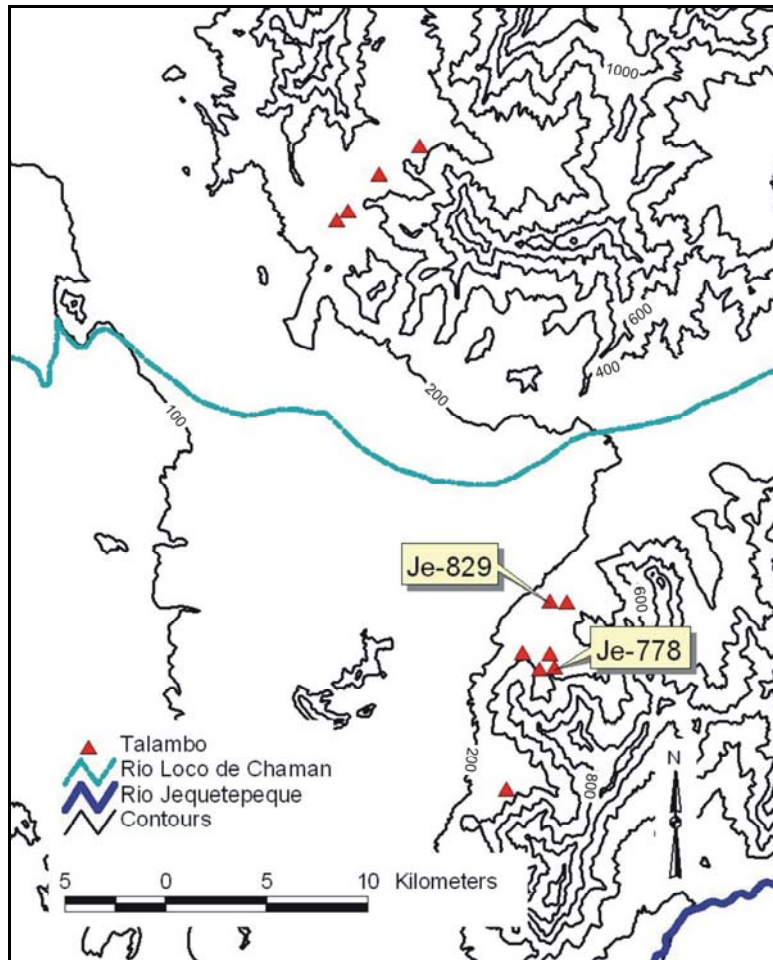 1000
600
400
200
100
Je-829
600
Je-778
200
800
N
Talambo
Rio Loco de Chaman
Rio Jequetepeque
Contours
5 0 5 10 Kilometers